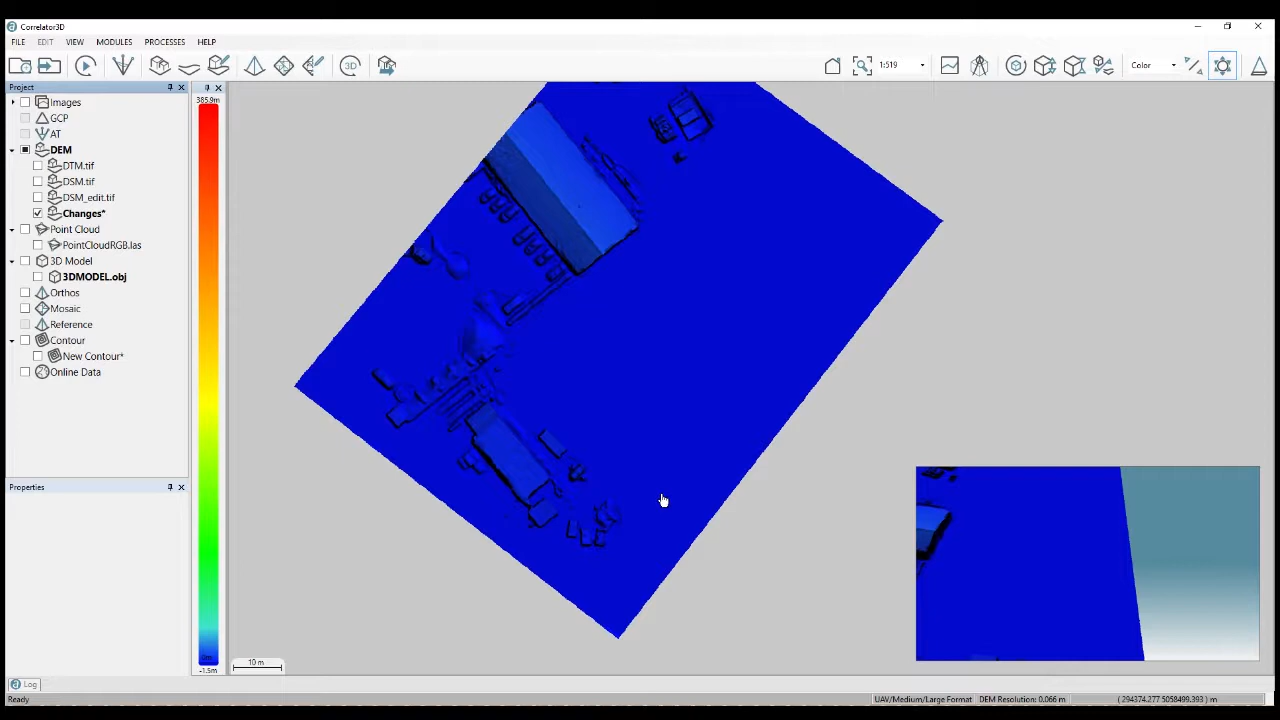 Correlator3D
FILE EDIT VIEW MODULES PROCESSES HELP
3D 1:519 Color
Project
Images
GCP
AT
DEM
DTM.tif
DSM.tif
DSM_edit.tif
Changes*
Point Cloud
PointCloudRGB.las
3D Model
3DMODEL.obj
Orthos
Mosaic
Reference
Contour
New Contour*
Online Data
Properties
385.9m
0m
-1.5m
10 m
Log
Ready
UAV/Medium/Large Format DEM Resolution: 0.066 m ( 294374.277 5058499.393 ) m